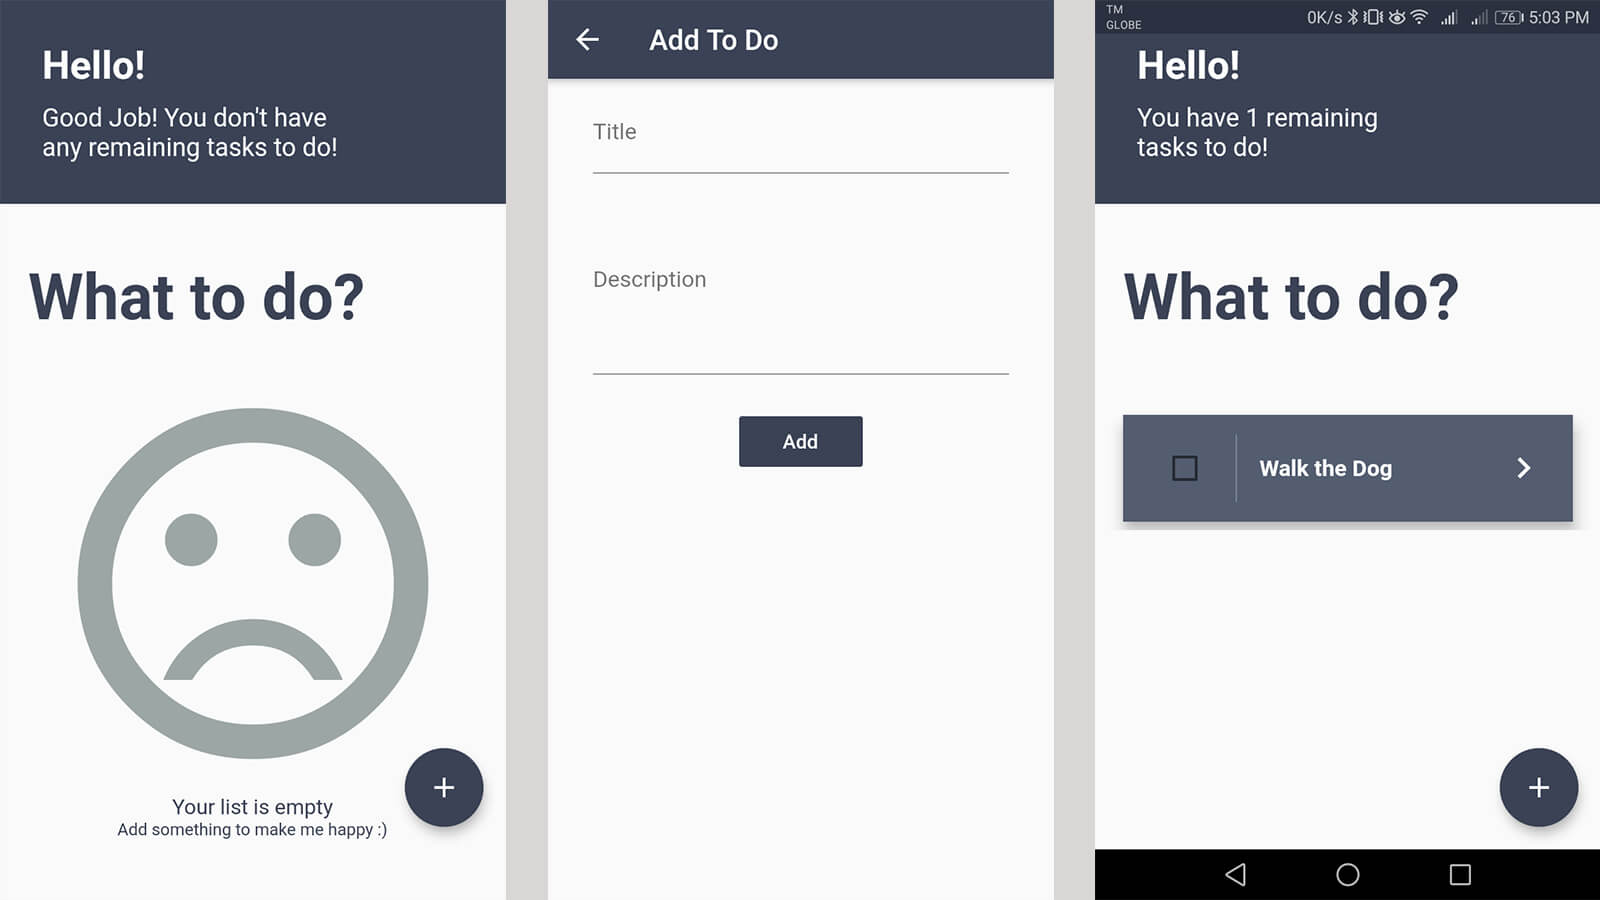 Hello!
Good Job! You don't have
any remaining tasks to do!
What to do?
Your list is empty
Add something to make me happy :)
Add To Do
Title
Description
Add
TM
GLOBE
0K/s 76 5:03 PM
Hello!
You have 1 remaining
tasks to do!
What to do?
Walk the Dog